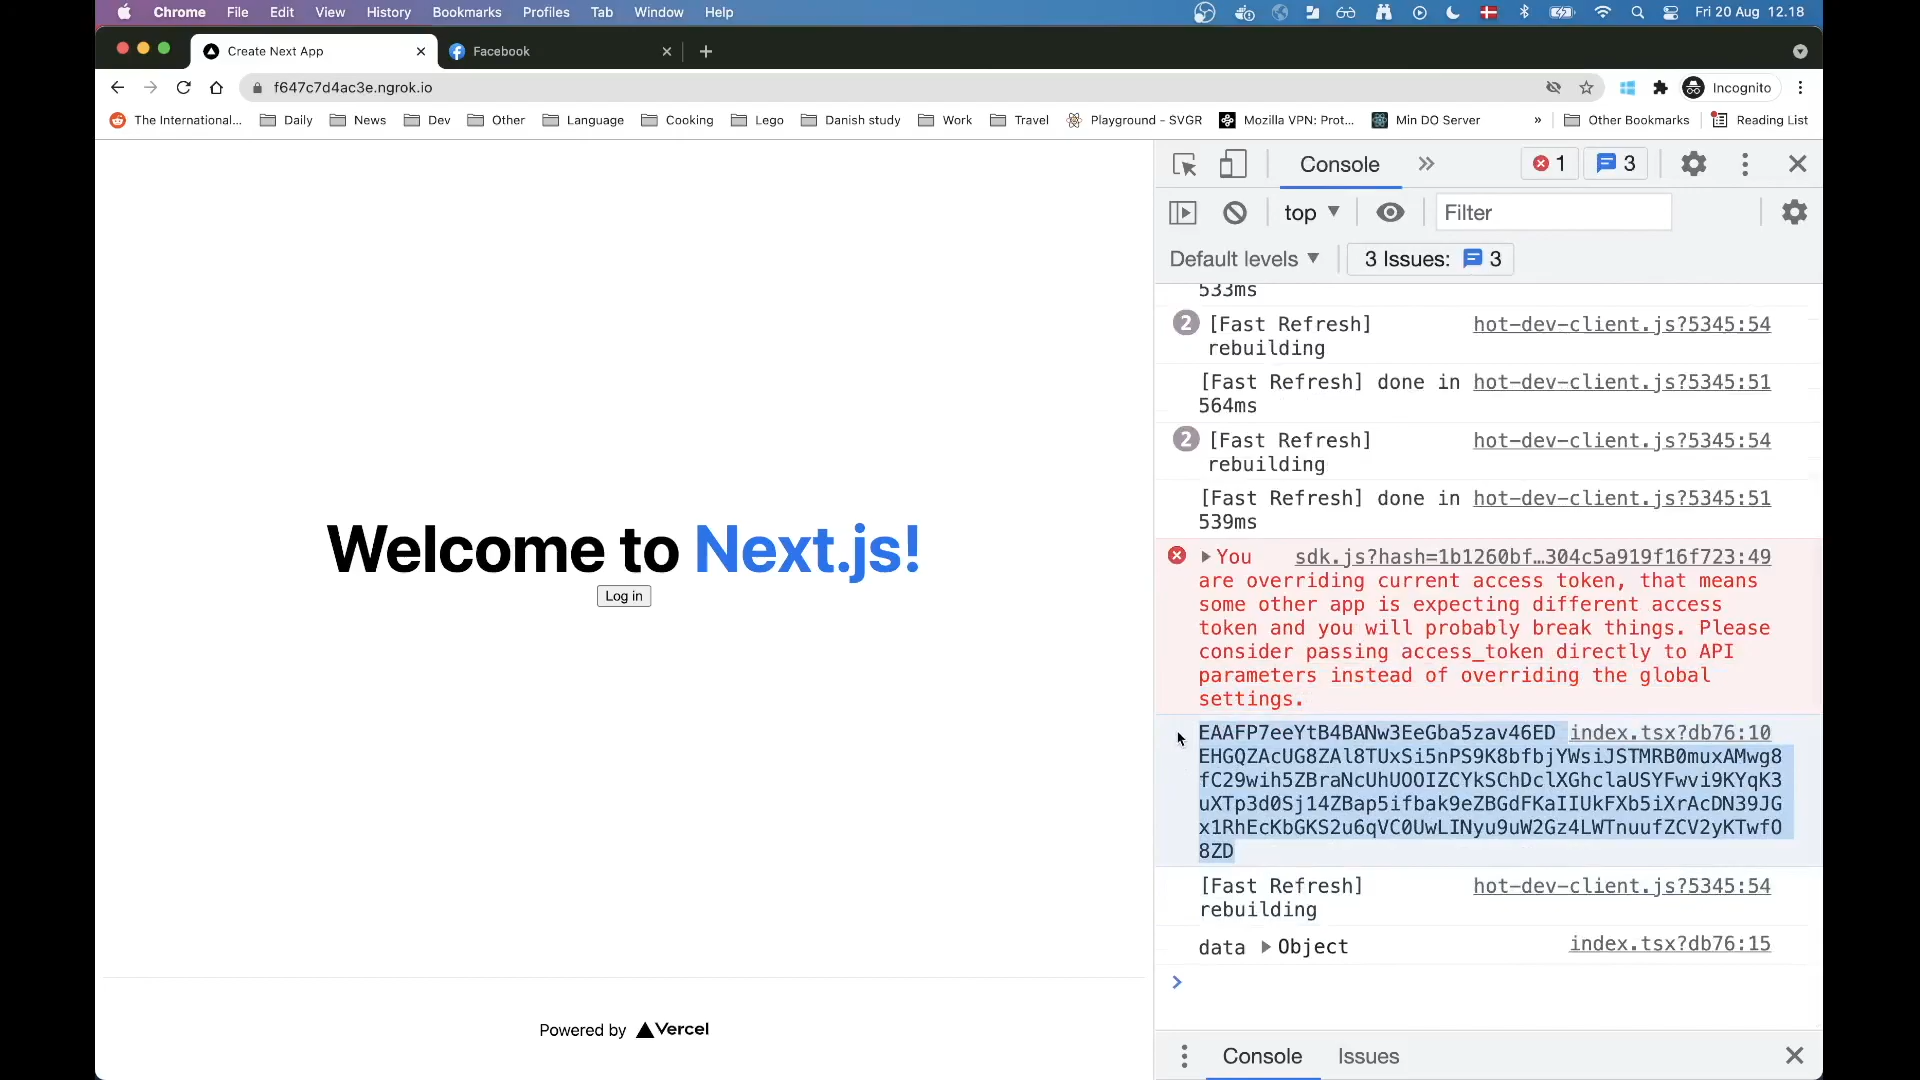 Chrome File Edit View History Bookmarks Profiles Tab Window Help Fri 20 Aug 12.18
Create Next App Facebook
f647c7d4ac3e.ngrok.io Incognito
The International... Daily News Dev Other Language Cooking Lego Danish study Work Travel Playground - SVGR Mozilla VPN: Prot... Min DO Server » Other Bookmarks Reading List
Console 1 3
top Filter
Default levels 3 Issues: 3
533ms
2 [Fast Refresh] hot-dev-client.js?5345:54
rebuilding
[Fast Refresh] done in hot-dev-client.js?5345:51
564ms
2 [Fast Refresh] hot-dev-client.js?5345:54
rebuilding
[Fast Refresh] done in hot-dev-client.js?5345:51
539ms
You sdk.js?hash=1b1260bf…304c5a919f16f723:49
are overriding current access token, that means
some other app is expecting different access
token and you will probably break things. Please
consider passing access_token directly to API
parameters instead of overriding the global
settings.
EAAFP7eeYtB4BANw3EeGba5zav46ED index.tsx?db76:10
EHGQZAcUG8ZAl8TUxSi5nPS9K8bfbjYWsiJSTMRB0muxAMwg8
fC29wih5ZBraNcUhUOOIZCYkSChDclXGhclaUSYFwvi9KYqK3
uXTp3d0Sj14ZBap5ifbak9eZBGdFKaIIUkFXb5iXrAcDN39JG
x1RhEcKbGKS2u6qVC0UwLINyu9uW2Gz4LWTnuufZCV2yKTwfO
8ZD
[Fast Refresh] hot-dev-client.js?5345:54
rebuilding
data Object index.tsx?db76:15
Console Issues
Welcome to Next.js!
Log in
Powered by Vercel